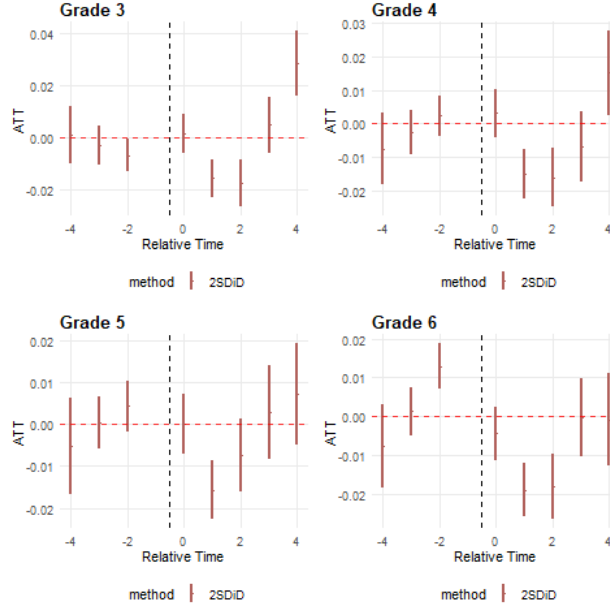 Grade 3
ATT
0.04
0.02
0.00
-0.02
-4 -2 0 2 4
Relative Time
method 2SDiD
Grade 4
ATT
0.03
0.02
0.01
0.00
-0.01
-0.02
-4 -2 0 2 4
Relative Time
method 2SDiD
Grade 5
ATT
0.02
0.01
0.00
-0.01
-0.02
-4 -2 0 2 4
Relative Time
method 2SDiD
Grade 6
ATT
0.02
0.01
0.00
-0.01
-0.02
-4 -2 0 2 4
Relative Time
method 2SDiD